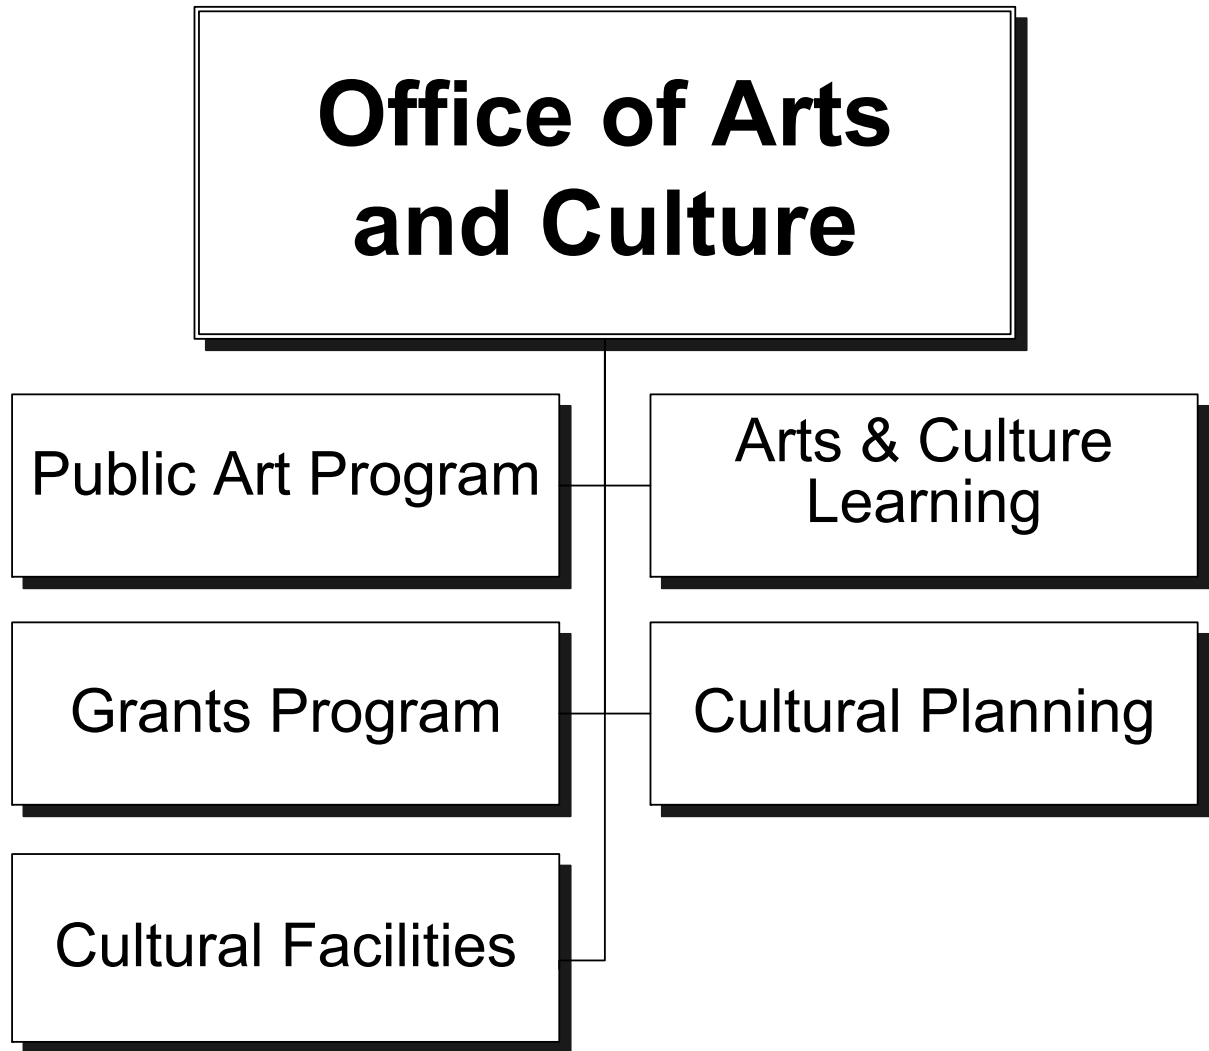 Office of Arts
and Culture
Public Art Program
Arts & Culture
Learning
Grants Program
Cultural Planning
Cultural Facilities